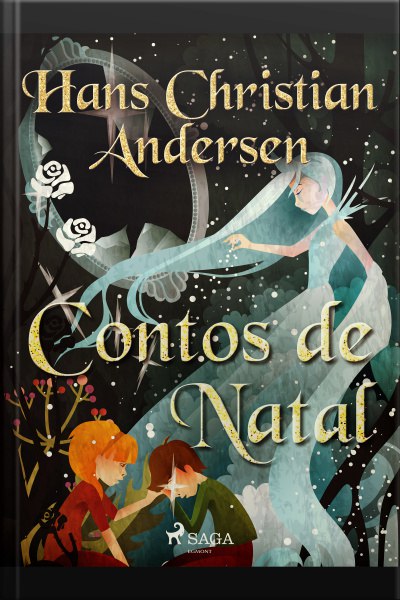 Hans Christian
Andersen
Contos de
Natal
SAGA
EGMONT